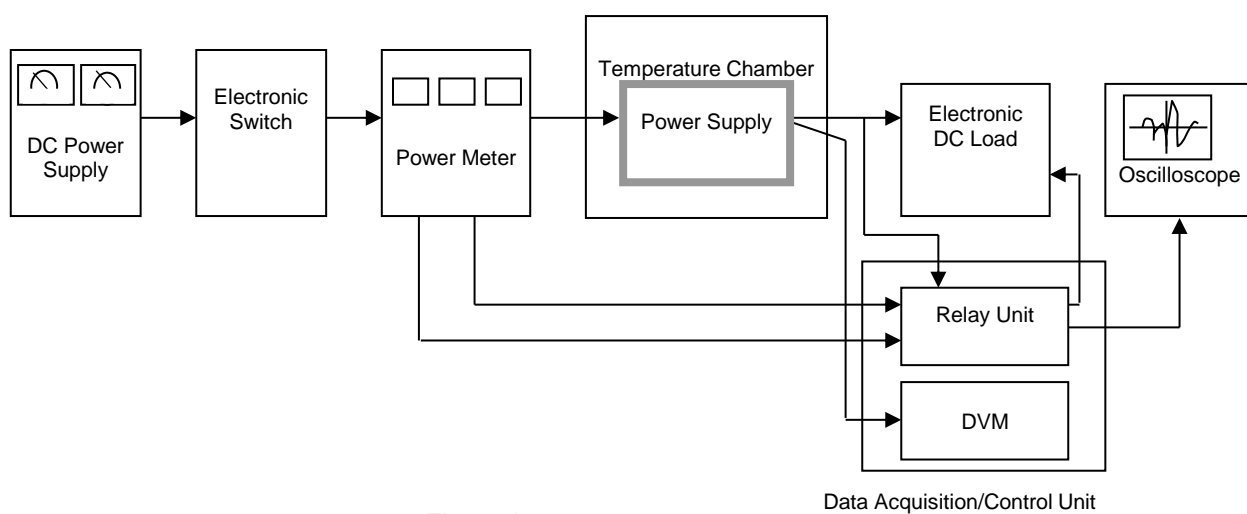 DC Power
Supply
Electronic
Switch
Power Meter
Temperature Chamber
Power Supply
Electronic
DC Load
Oscilloscope
Relay Unit
DVM
Data Acquisition/Control Unit